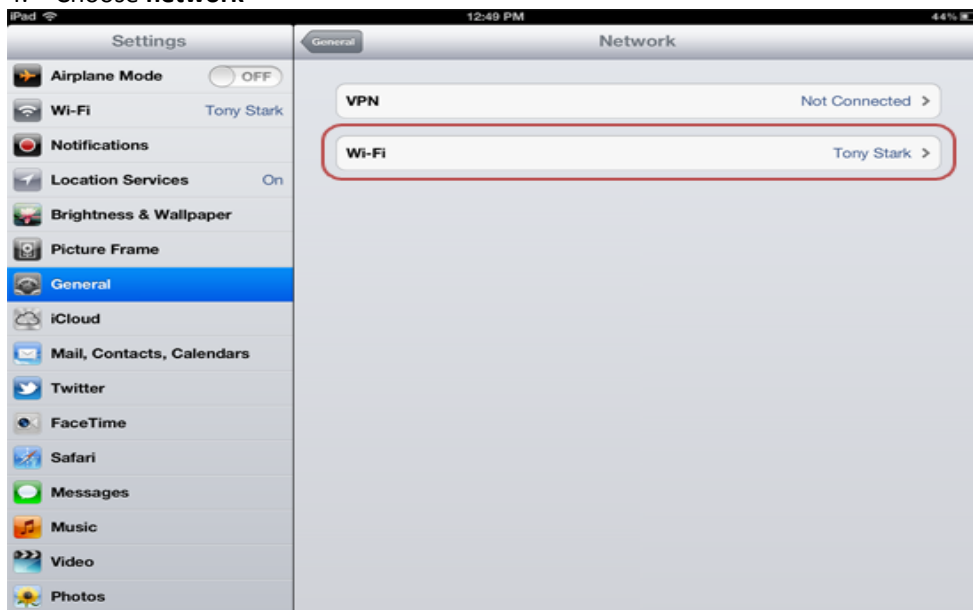 Choose network
iPad 12:49 PM 44%
Settings
General Network
Airplane Mode OFF
Wi-Fi Tony Stark
Notifications
Location Services On
Brightness & Wallpaper
Picture Frame
General
iCloud
Mail, Contacts, Calendars
Twitter
FaceTime
Safari
Messages
Music
Video
Photos
VPN Not Connected >
Wi-Fi Tony Stark >